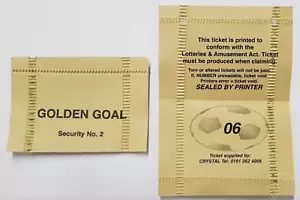 GOLDEN GOAL
Security No. 2
This ticket is printed to
conform with the
Lotteries & Amusement Act. Ticket
must be produced when claiming.
Torn or altered tickets will not be paid.
If NUMBER unreadable, ticket void.
Printers error = ticket void.
SEALED BY PRINTER
06
Ticket supplied by:
CRYSTAL Tel: 0191 262 4066